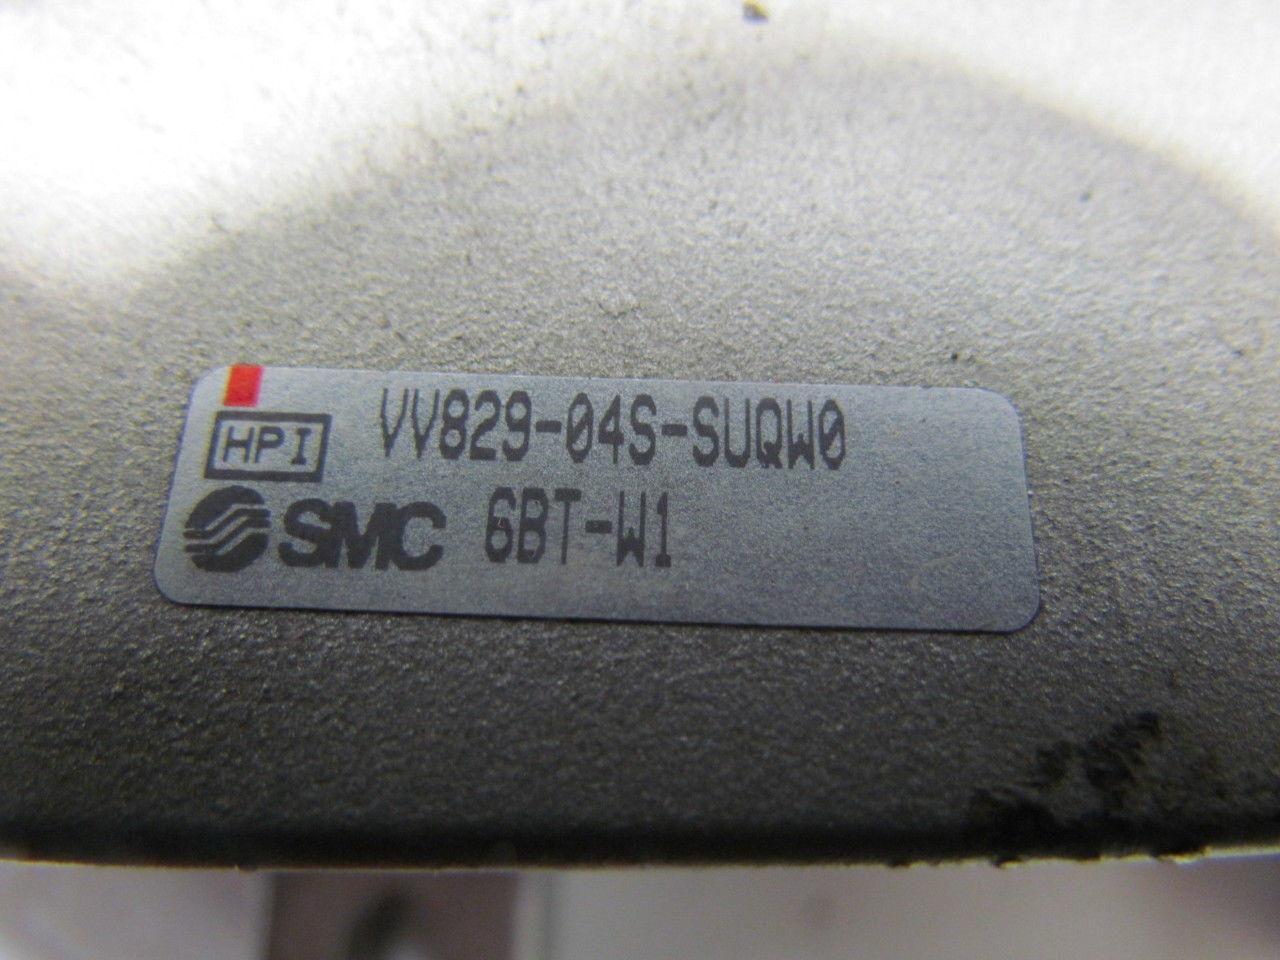 HPI VV829-04S-SUQW0
SMC 6BT-W1